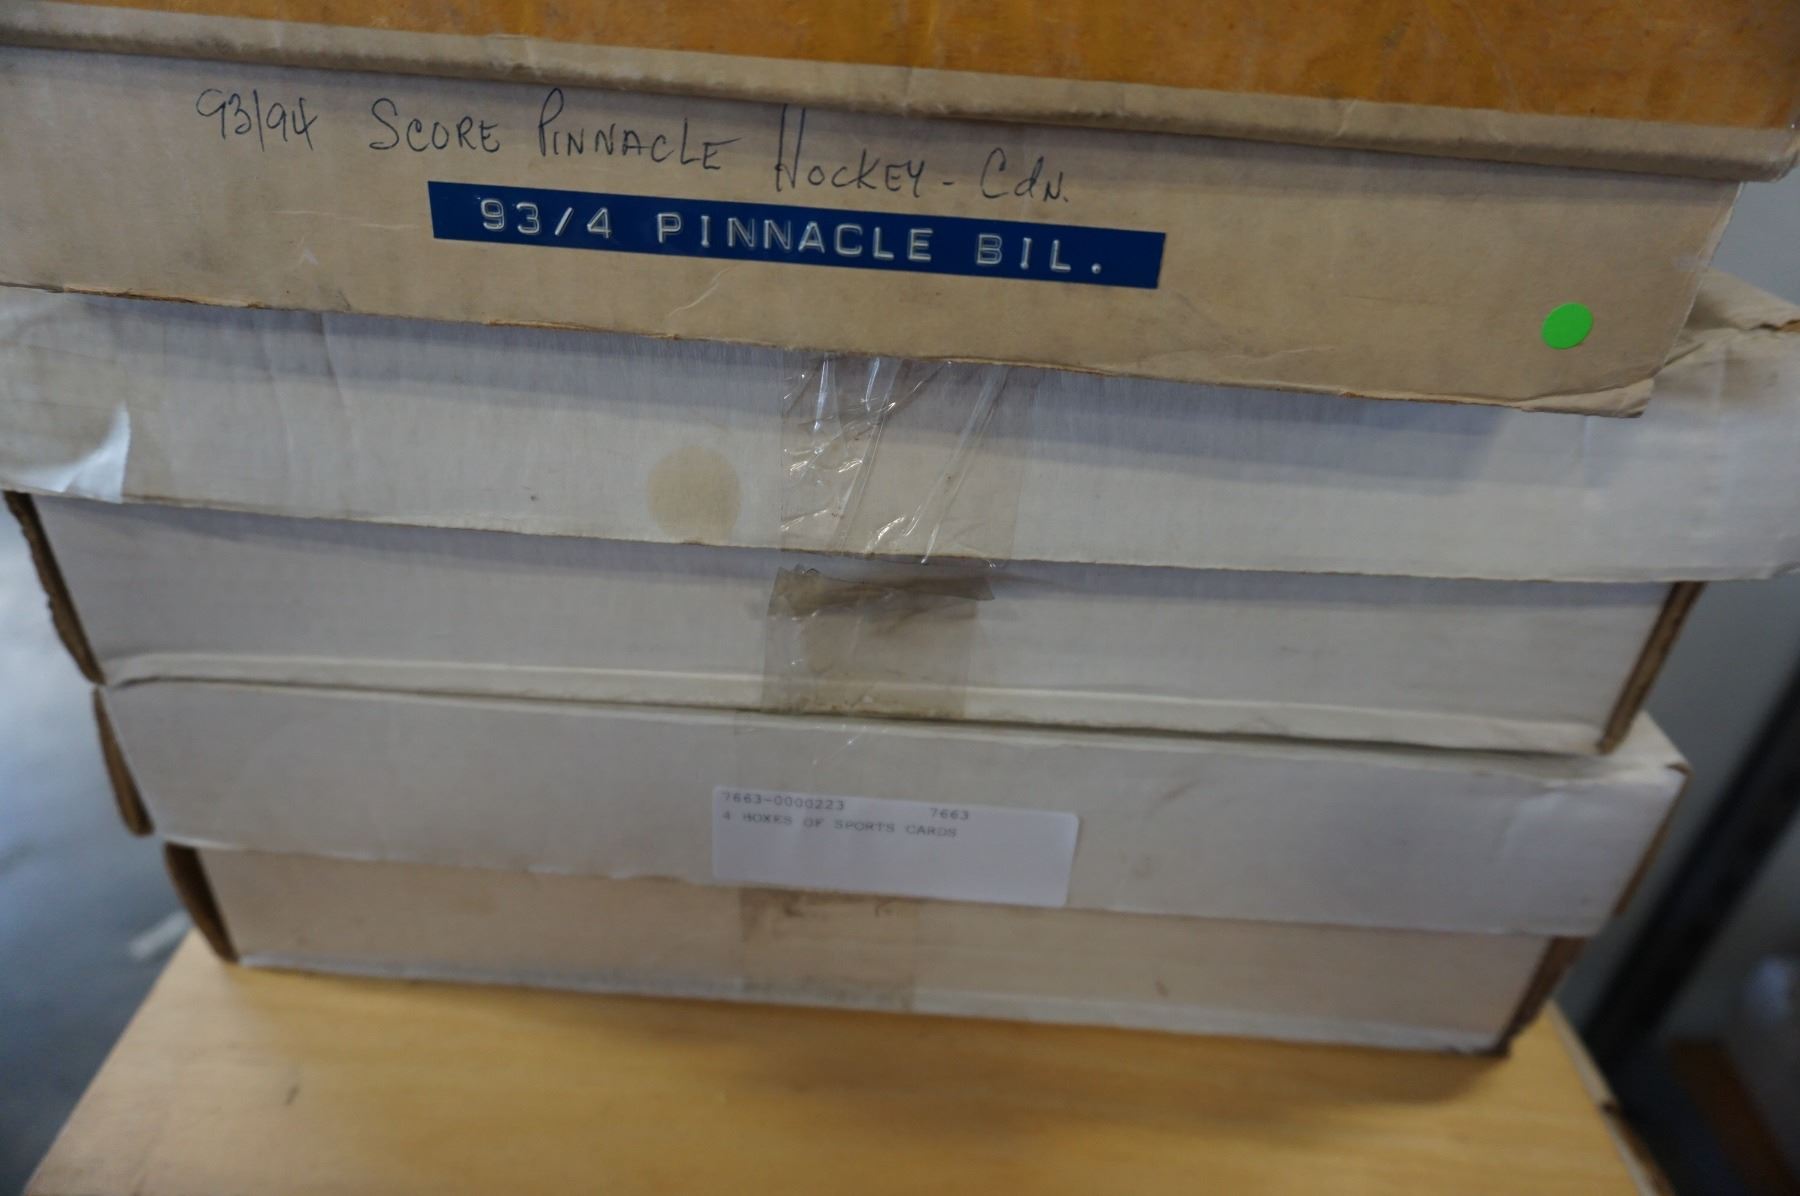 93/94 SCORE PINNACLE HOCKEY - Cdn.
93/4 PINNACLE BIL.
7663-0000223 7663
4 BOXES OF SPORTS CARDS